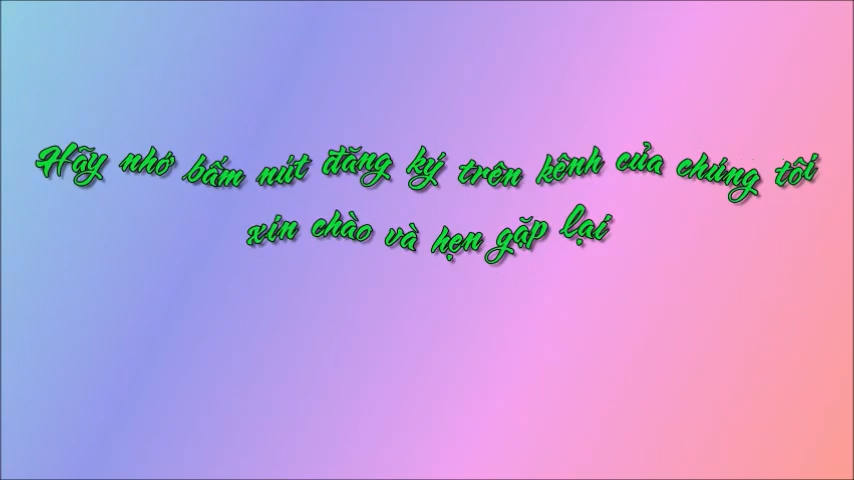 Hãy nhớ bấm nút đăng ký trên kênh của chúng tôi
xin chào và hẹn gặp lại